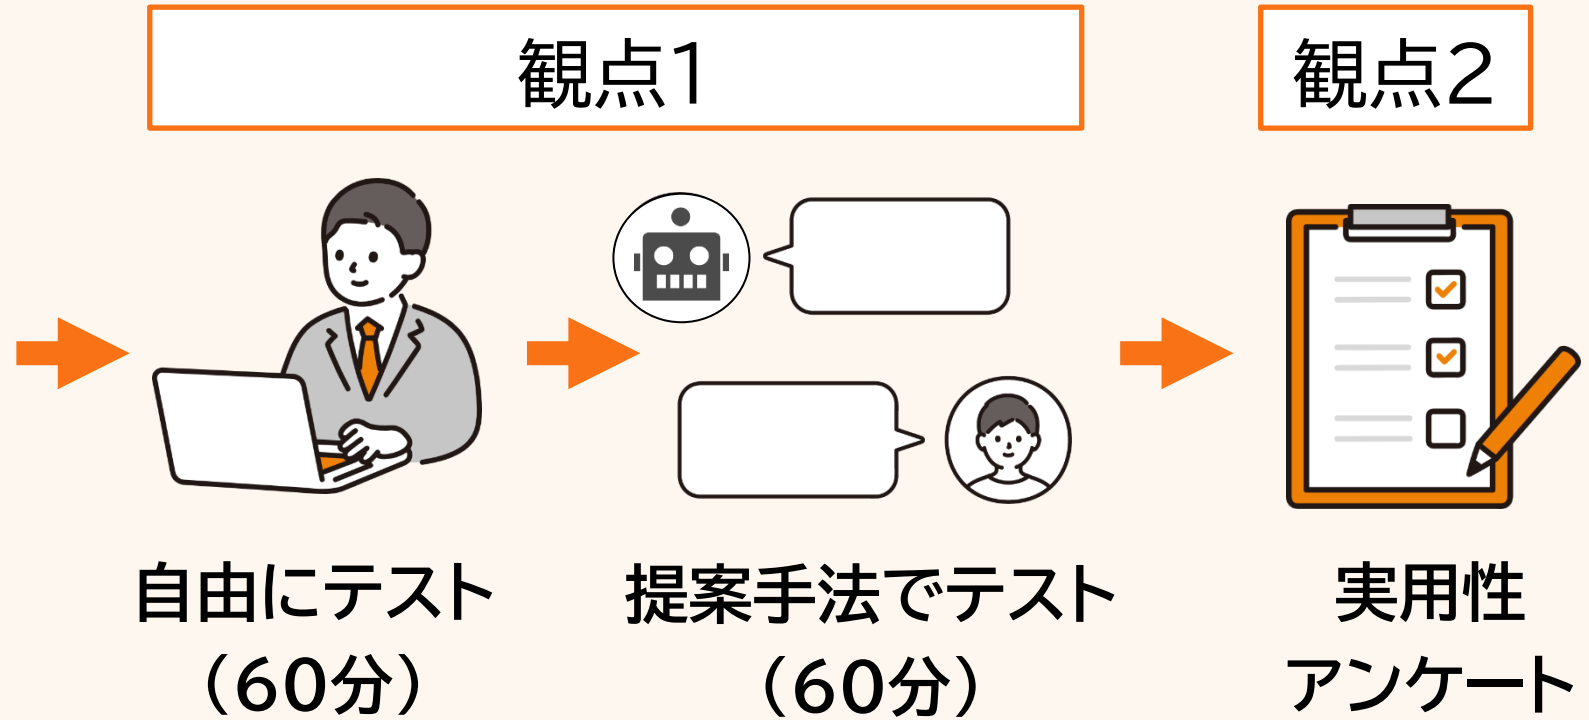 観点1
観点2
自由にテスト
（60分）
提案手法でテスト
（60分）
実用性
アンケート